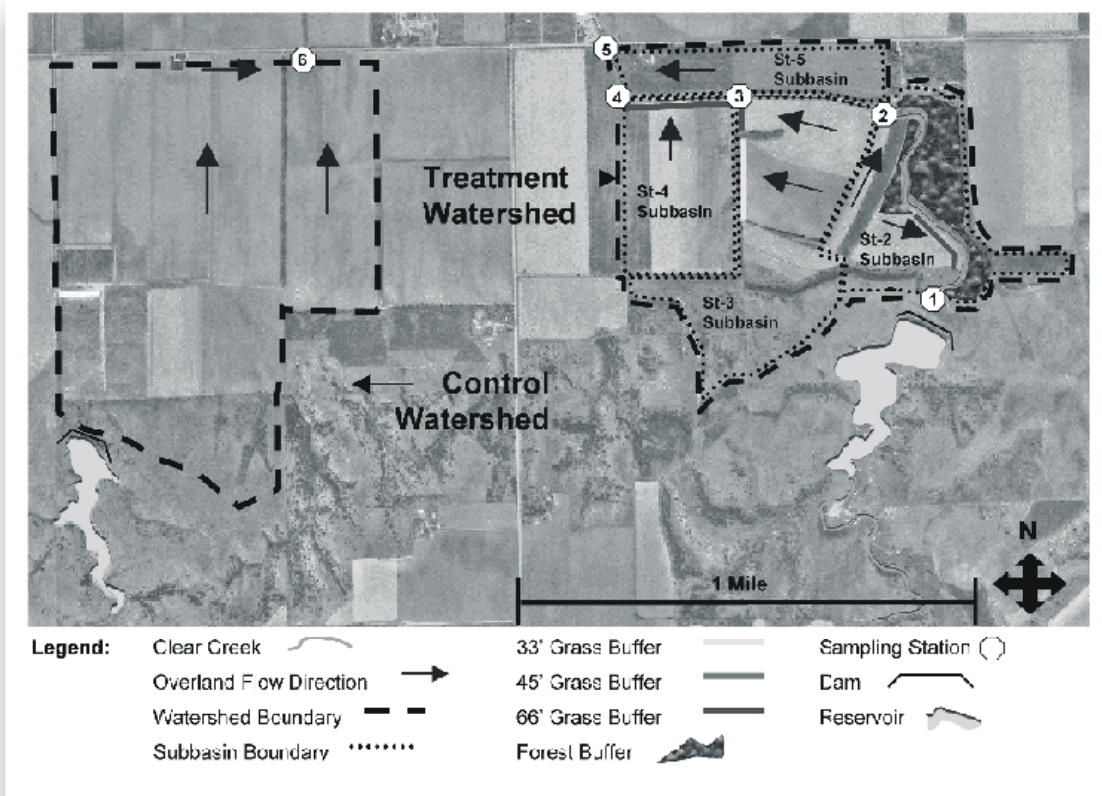 6
5
St-5
Subbasin
4
3
2
Treatment
Watershed
St-4
Subbasin
St-2
Subbasin
1
St-3
Subbasin
Control
Watershed
N
1 Mile
Legend:
Clear Creek
Overland Flow Direction
Watershed Boundary
Subbasin Boundary
33' Grass Buffer
45' Grass Buffer
66' Grass Buffer
Forest Buffer
Sampling Station
Dam
Reservoir